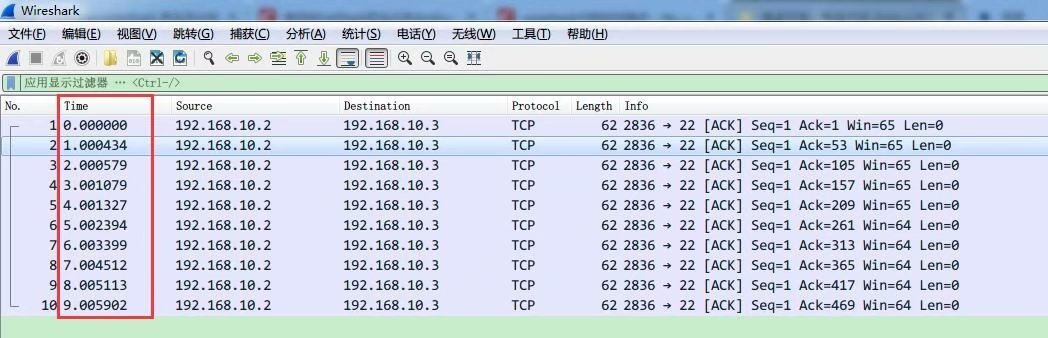 Wireshark
文件(F) 编辑(E) 视图(V) 跳转(G) 捕获(C) 分析(A) 统计(S) 电话(Y) 无线(W) 工具(T) 帮助(H)
应用显示过滤器 … <Ctrl-/>
No. Time Source Destination Protocol Length Info
1 0.000000 192.168.10.2 192.168.10.3 TCP 62 2836 → 22 [ACK] Seq=1 Ack=1 Win=65 Len=0
2 1.000434 192.168.10.2 192.168.10.3 TCP 62 2836 → 22 [ACK] Seq=1 Ack=53 Win=65 Len=0
3 2.000579 192.168.10.2 192.168.10.3 TCP 62 2836 → 22 [ACK] Seq=1 Ack=105 Win=65 Len=0
4 3.001079 192.168.10.2 192.168.10.3 TCP 62 2836 → 22 [ACK] Seq=1 Ack=157 Win=65 Len=0
5 4.001327 192.168.10.2 192.168.10.3 TCP 62 2836 → 22 [ACK] Seq=1 Ack=209 Win=65 Len=0
6 5.002394 192.168.10.2 192.168.10.3 TCP 62 2836 → 22 [ACK] Seq=1 Ack=261 Win=64 Len=0
7 6.003399 192.168.10.2 192.168.10.3 TCP 62 2836 → 22 [ACK] Seq=1 Ack=313 Win=64 Len=0
8 7.004512 192.168.10.2 192.168.10.3 TCP 62 2836 → 22 [ACK] Seq=1 Ack=365 Win=64 Len=0
9 8.005113 192.168.10.2 192.168.10.3 TCP 62 2836 → 22 [ACK] Seq=1 Ack=417 Win=64 Len=0
10 9.005902 192.168.10.2 192.168.10.3 TCP 62 2836 → 22 [ACK] Seq=1 Ack=469 Win=64 Len=0